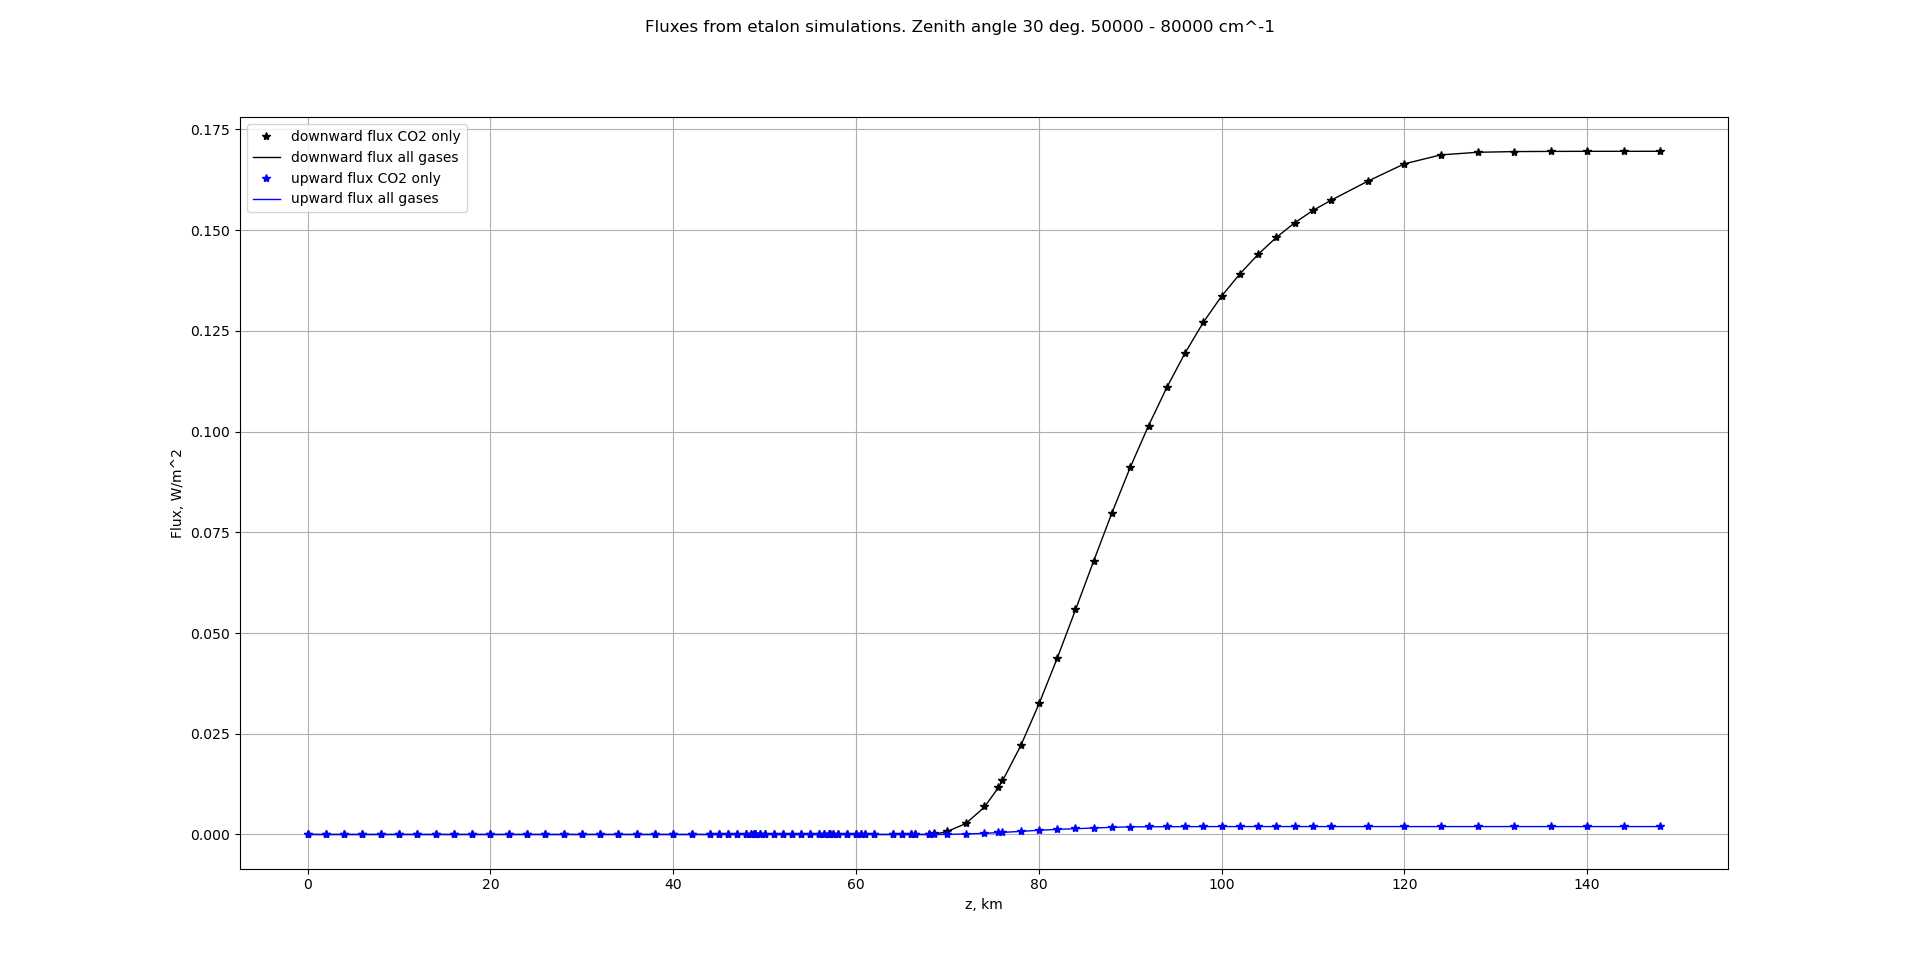 Fluxes from etalon simulations. Zenith angle 30 deg. 50000 - 80000 cm^-1
downward flux CO2 only
downward flux all gases
upward flux CO2 only
upward flux all gases
0.175
0.150
0.125
0.100
0.075
0.050
0.025
0.000
Flux, W/m^2
0 20 40 60 80 100 120 140
z, km